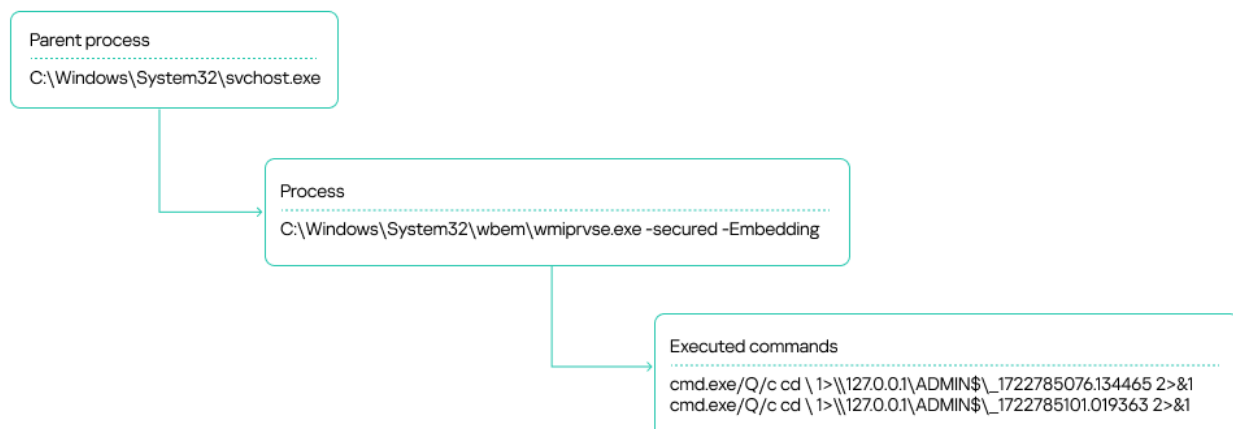 Parent process
C:\Windows\System32\svchost.exe
Process
C:\Windows\System32\wbem\wmiprvse.exe -secured -Embedding
Executed commands
cmd.exe/Q/c cd \ 1>\\127.0.0.1\ADMIN$\_1722785076.134465 2>&1
cmd.exe/Q/c cd \ 1>\\127.0.0.1\ADMIN$\_1722785101.019363 2>&1